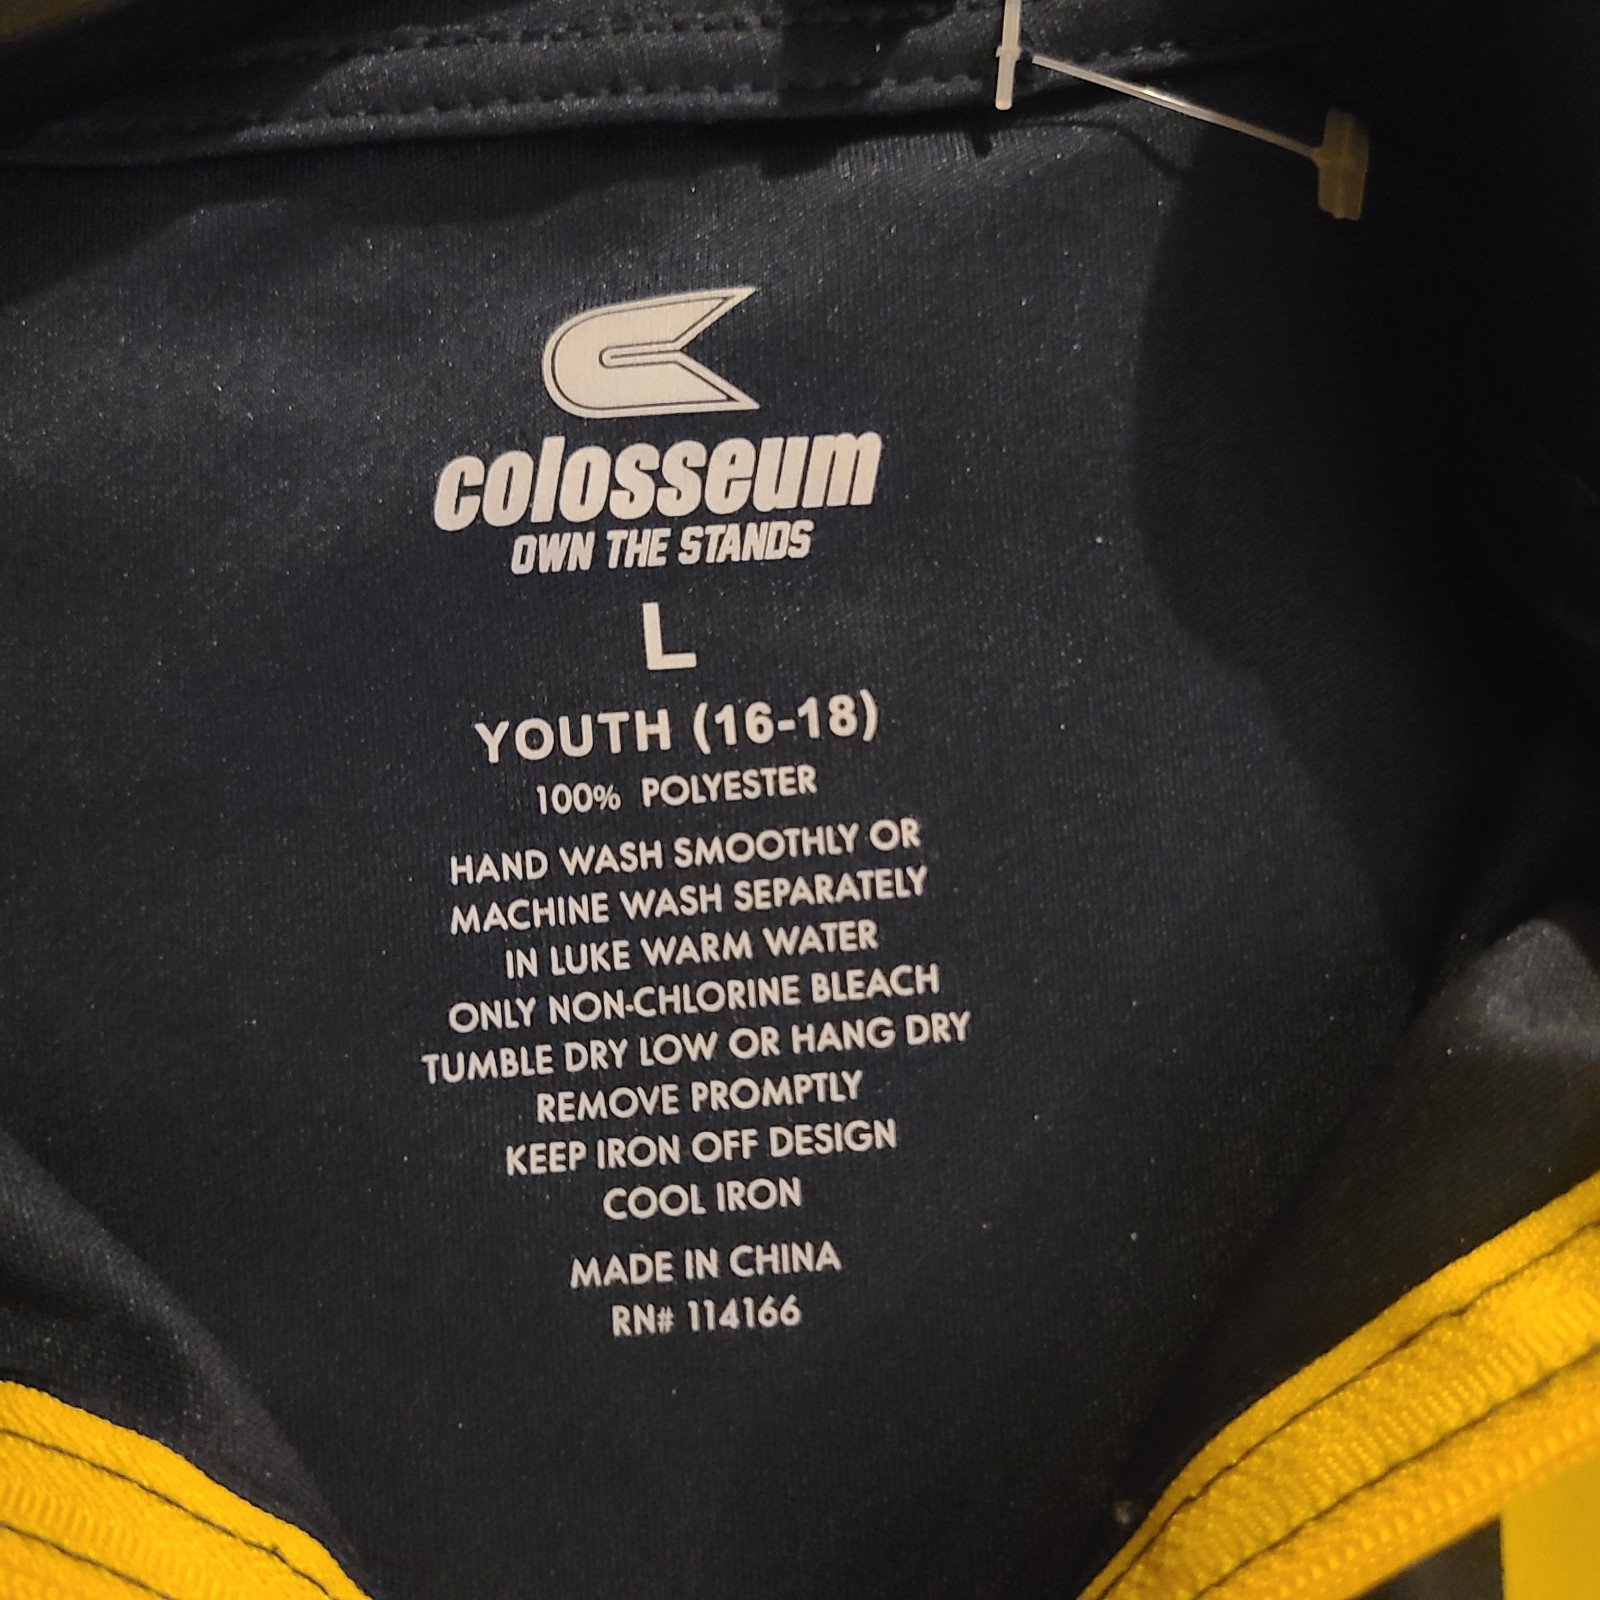 colosseum
OWN THE STANDS
L
YOUTH (16-18)
100% POLYESTER
HAND WASH SMOOTHLY OR
MACHINE WASH SEPARATELY
IN LUKE WARM WATER
ONLY NON-CHLORINE BLEACH
TUMBLE DRY LOW OR HANG DRY
REMOVE PROMPTLY
KEEP IRON OFF DESIGN
COOL IRON
MADE IN CHINA
RN# 114166